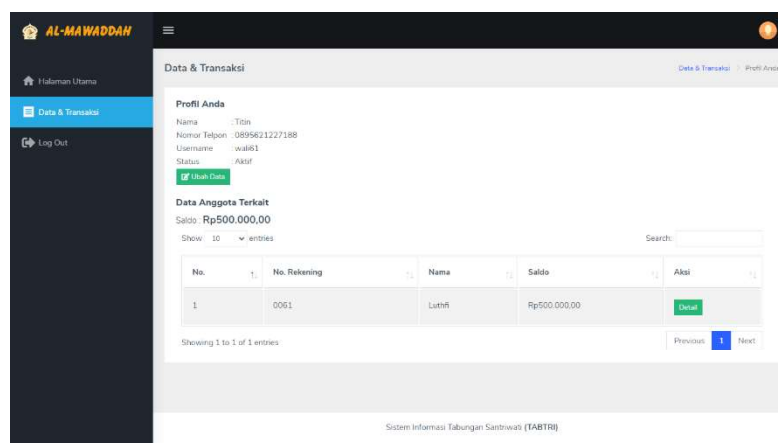 AL-MAWADDAH
Data & Transaksi
Data & Transaksi / Profil Anda
Halaman Utama
Data & Transaksi
Log Out
Profil Anda
Nama : Titin
Nomor Telpon : 0895621227188
Username : wali61
Status : Aktif
Ubah Data
Data Anggota Terkait
Saldo : Rp500.000,00
Show 10 entries
Search:
No. No. Rekening Nama Saldo Aksi
1 0061 Luthfi Rp500.000,00 Detail
Showing 1 to 1 of 1 entries
Previous 1 Next
Sistem Informasi Tabungan Santriwati (TABTRI)